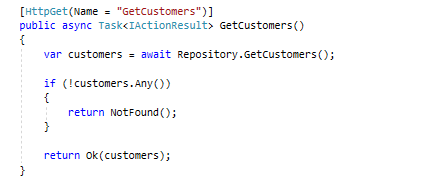 [HttpGet(Name = "GetCustomers")]
public async Task<IActionResult> GetCustomers()
{
    var customers = await Repository.GetCustomers();

    if (!customers.Any())
    {
        return NotFound();
    }

    return Ok(customers);
}